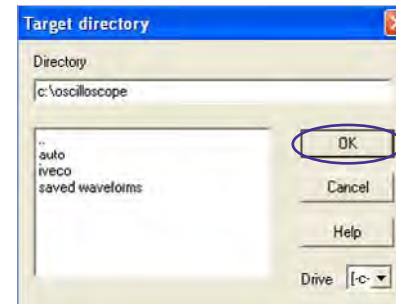 Target directory
Directory
c:\oscilloscope
..
auto
iveco
saved waveforms
OK
Cancel
Help
Drive [-c-